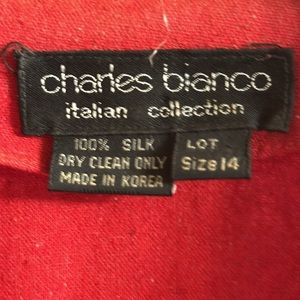 charles bianco
italian collection
100% SILK
DRY CLEAN ONLY
MADE IN KOREA
LOT
Size 14